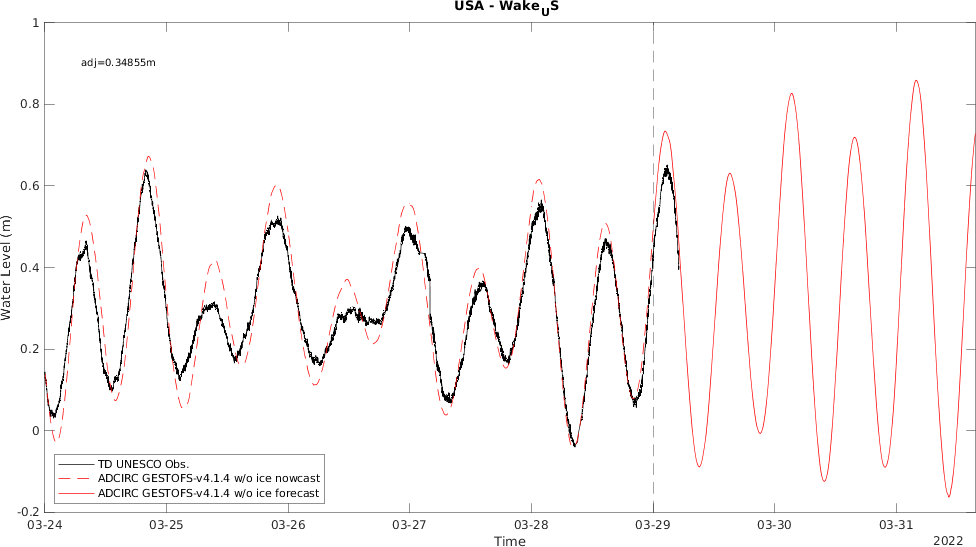 USA - Wake_US
adj=0.34855m
1
0.8
0.6
0.4
0.2
0
-0.2
Water Level (m)
TD UNESCO Obs.
ADCIRC GESTOFS-v4.1.4 w/o ice nowcast
ADCIRC GESTOFS-v4.1.4 w/o ice forecast
03-24 03-25 03-26 03-27 03-28 03-29 03-30 03-31
Time
2022